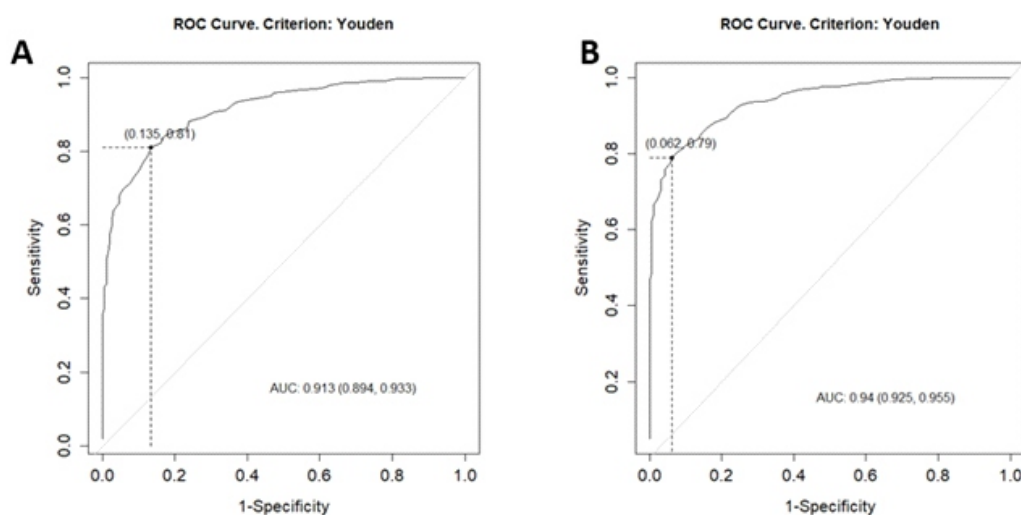 A
ROC Curve. Criterion: Youden
(0.135, 0.81)
AUC: 0.913 (0.894, 0.933)
Sensitivity
0.0 0.2 0.4 0.6 0.8 1.0
0.0 0.2 0.4 0.6 0.8 1.0
1-Specificity
B
ROC Curve. Criterion: Youden
(0.062, 0.79)
AUC: 0.94 (0.925, 0.955)
Sensitivity
0.2 0.4 0.6 0.8 1.0
0.0 0.2 0.4 0.6 0.8 1.0
1-Specificity